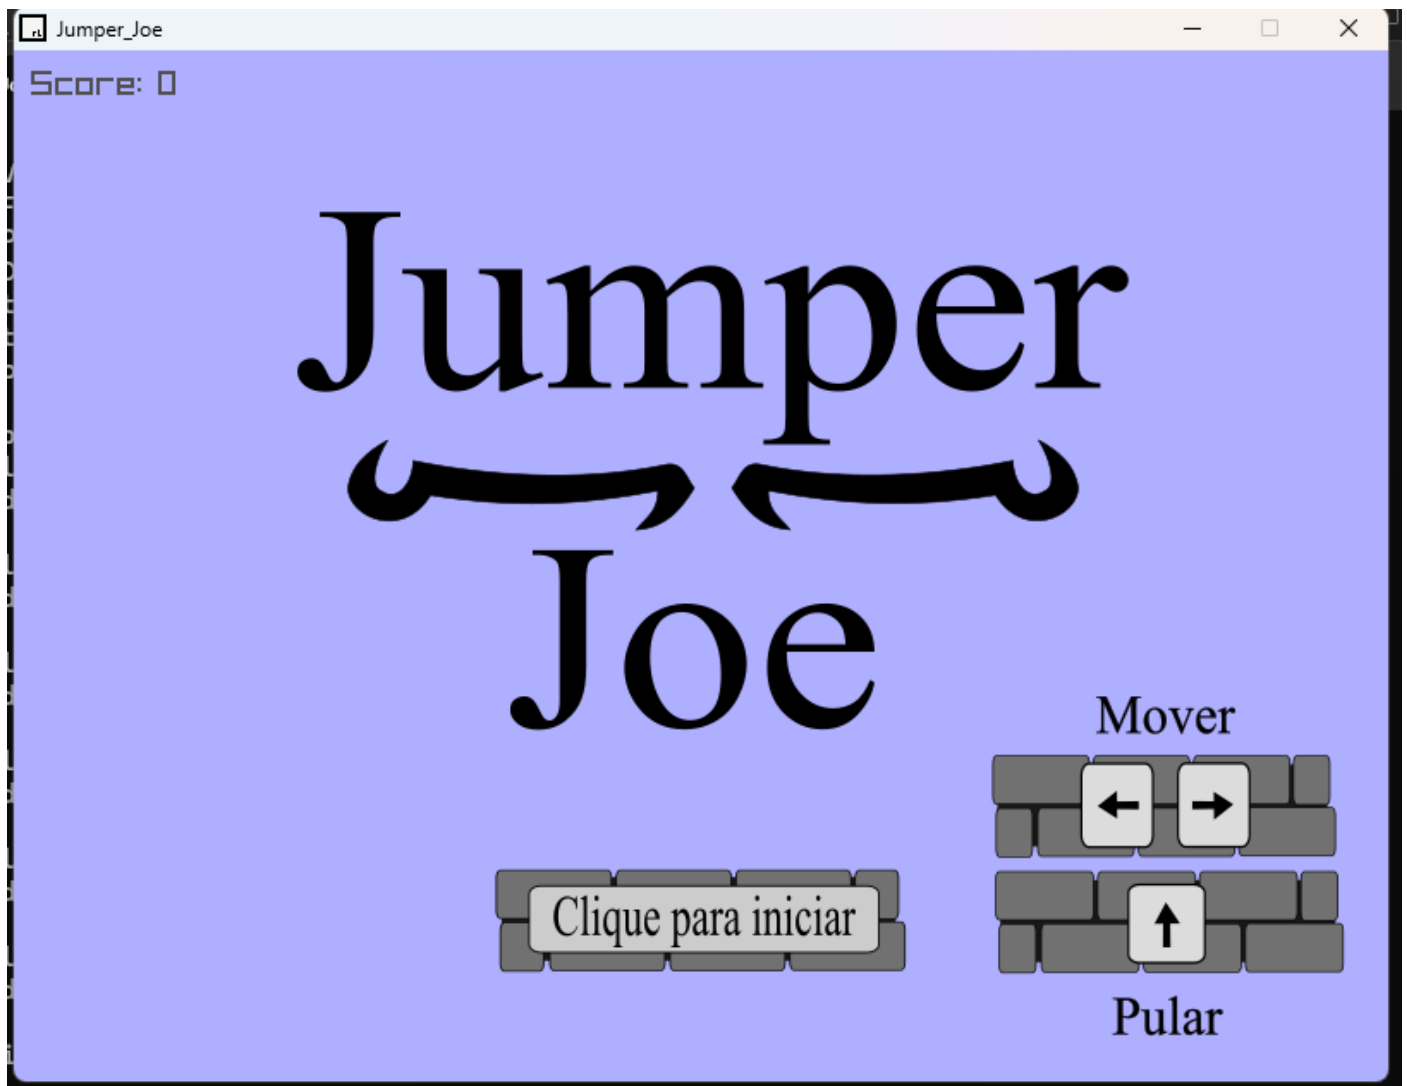 Jumper_Joe
Score: 0
Jumper
Joe
Mover
Clique para iniciar
Pular